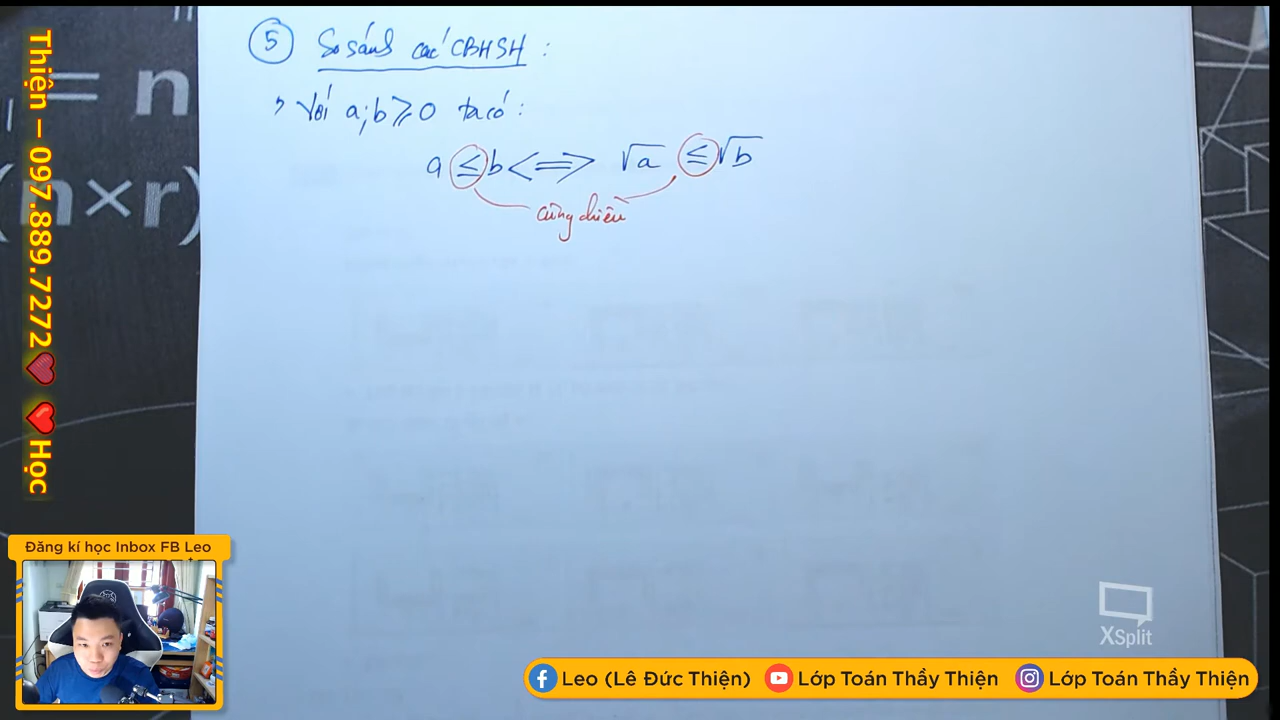 5 So sánh các CBHSH :
Với a; b ⩾ 0 ta có :
a ≤ b <=> √a ≤ √b
cùng chiều
= n
(n×r)
Thiện – 097.889.7272❤ ❤ Học
Đăng kí học Inbox FB Leo
XSplit
Leo (Lê Đức Thiện) Lớp Toán Thầy Thiện Lớp Toán Thầy Thiện